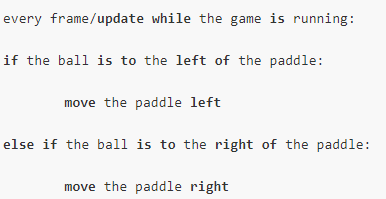 every frame/update while the game is running:
if the ball is to the left of the paddle:
move the paddle left
else if the ball is to the right of the paddle:
move the paddle right